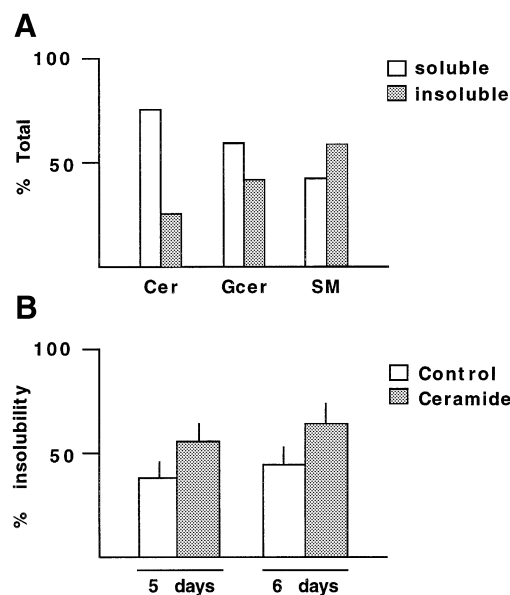 A
100
50
% Total
soluble
insoluble
Cer Gcer SM
B
100
50
% insolubility
Control
Ceramide
5 days 6 days